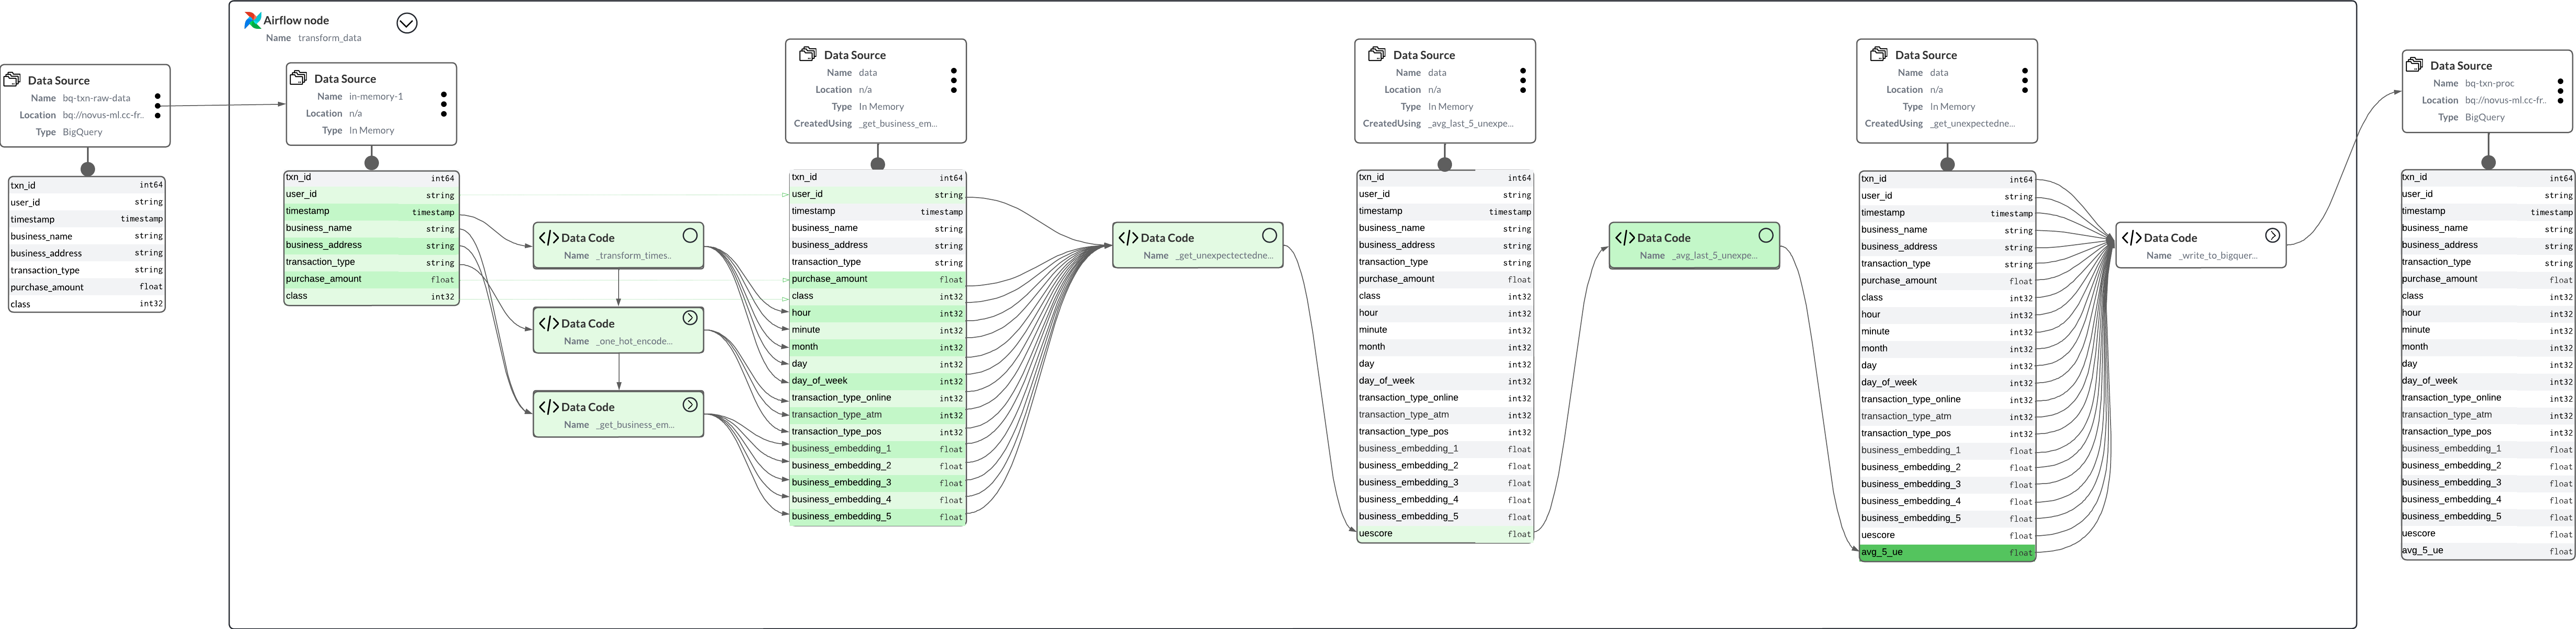 Airflow node
Name transform_data
Data Source
Name bq-txn-raw-data
Location bq://novus-ml.cc-fr..
Type BigQuery
txn_id int64
user_id string
timestamp timestamp
business_name string
business_address string
transaction_type string
purchase_amount float
class int32
Data Source
Name in-memory-1
Location n/a
Type In Memory
txn_id int64
user_id string
timestamp timestamp
business_name string
business_address string
transaction_type string
purchase_amount float
class int32
Data Code
Name _transform_times..
Data Code
Name _one_hot_encode...
Data Code
Name _get_business_em...
Data Source
Name data
Location n/a
Type In Memory
CreatedUsing _get_business_em...
txn_id int64
user_id string
timestamp timestamp
business_name string
business_address string
transaction_type string
purchase_amount float
class int32
hour int32
minute int32
month int32
day int32
day_of_week int32
transaction_type_online int32
transaction_type_atm int32
transaction_type_pos int32
business_embedding_1 float
business_embedding_2 float
business_embedding_3 float
business_embedding_4 float
business_embedding_5 float
Data Code
Name _get_unexpectectedne...
Data Source
Name data
Location n/a
Type In Memory
CreatedUsing _avg_last_5_unexpe...
txn_id int64
user_id string
timestamp timestamp
business_name string
business_address string
transaction_type string
purchase_amount float
class int32
hour int32
minute int32
month int32
day int32
day_of_week int32
transaction_type_online int32
transaction_type_atm int32
transaction_type_pos int32
business_embedding_1 float
business_embedding_2 float
business_embedding_3 float
business_embedding_4 float
business_embedding_5 float
uescore float
Data Code
Name _avg_last_5_unexpe...
Data Source
Name data
Location n/a
Type In Memory
CreatedUsing _get_unexpectedne...
txn_id int64
user_id string
timestamp timestamp
business_name string
business_address string
transaction_type string
purchase_amount float
class int32
hour int32
minute int32
month int32
day int32
day_of_week int32
transaction_type_online int32
transaction_type_atm int32
transaction_type_pos int32
business_embedding_1 float
business_embedding_2 float
business_embedding_3 float
business_embedding_4 float
business_embedding_5 float
uescore float
avg_5_ue float
Data Code
Name _write_to_bigquer...
Data Source
Name bq-txn-proc
Location bq://novus-ml.cc-fr..
Type BigQuery
txn_id int64
user_id string
timestamp timestamp
business_name string
business_address string
transaction_type string
purchase_amount float
class int32
hour int32
minute int32
month int32
day int32
day_of_week int32
transaction_type_online int32
transaction_type_atm int32
transaction_type_pos int32
business_embedding_1 float
business_embedding_2 float
business_embedding_3 float
business_embedding_4 float
business_embedding_5 float
uescore float
avg_5_ue float